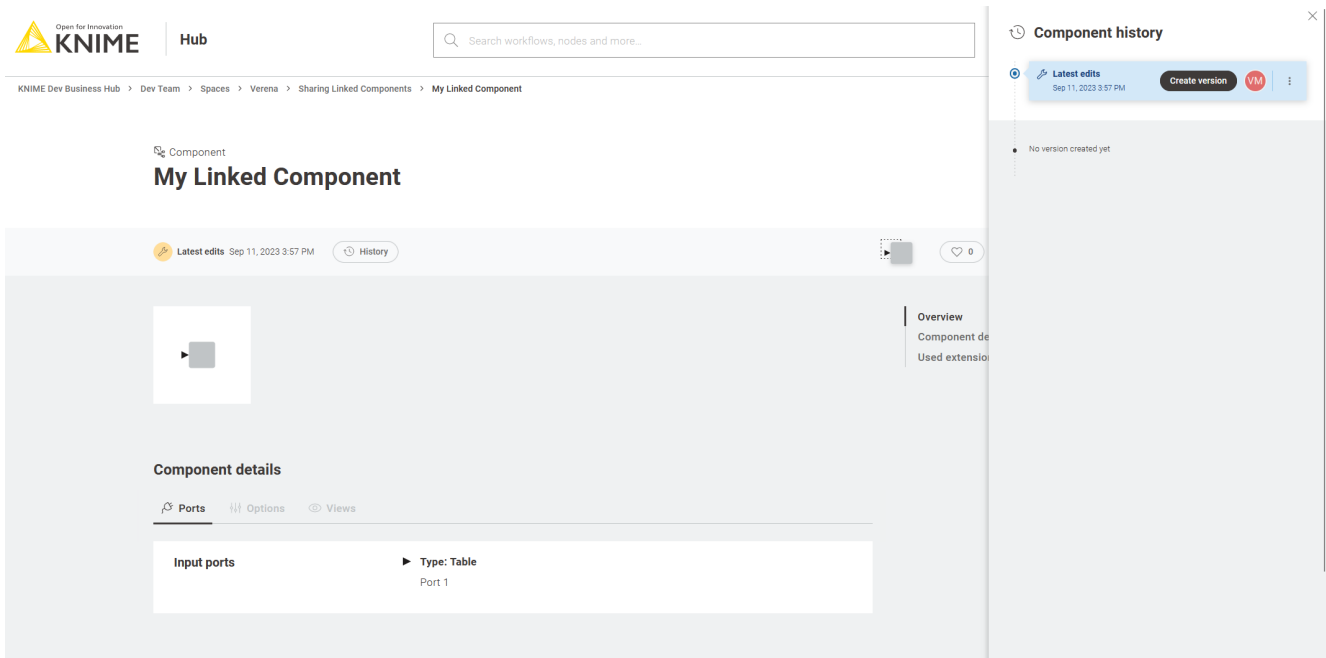 Open for Innovation
KNIME
Hub
Search workflows, nodes and more...
KNIME Dev Business Hub > Dev Team > Spaces > Verena > Sharing Linked Components > My Linked Component
Component
My Linked Component
Latest edits Sep 11, 2023 3:57 PM History
0
Overview
Component de
Used extension
Component details
Ports Options Views
Input ports
Type: Table
Port 1
Component history
Latest edits
Sep 11, 2023 3:57 PM
Create version
VM
No version created yet